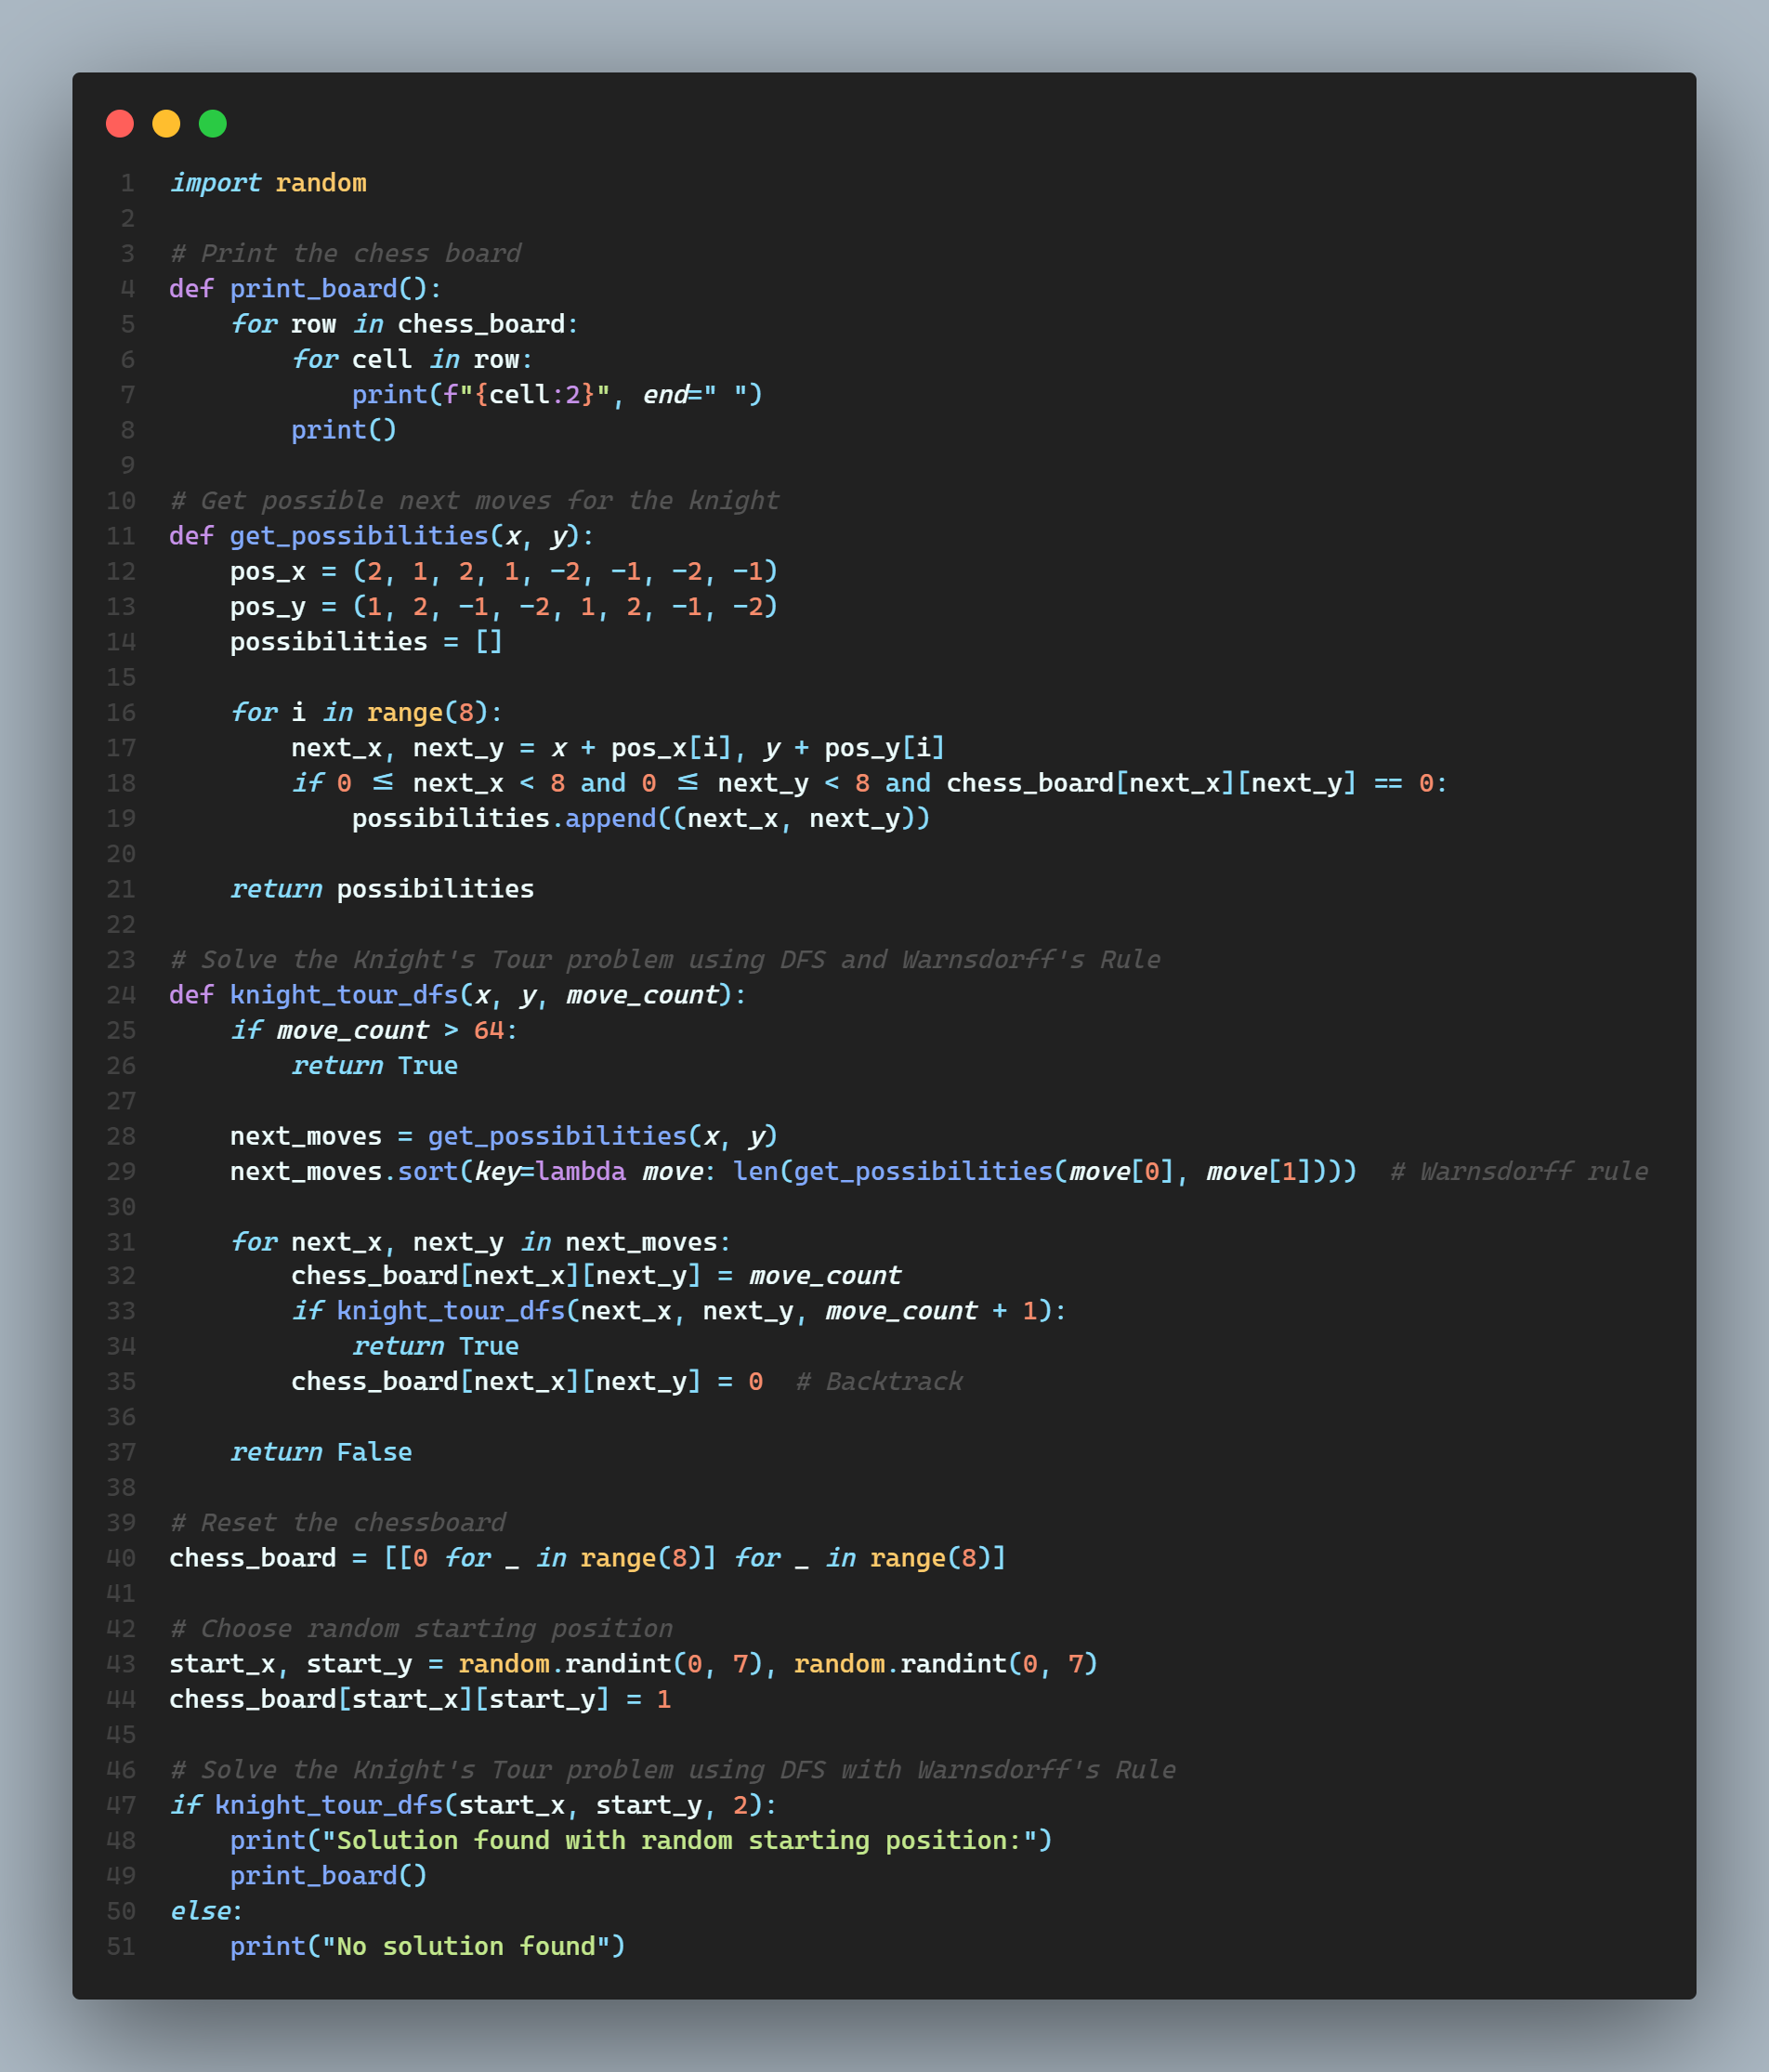 1 import random
2
3 # Print the chess board
4 def print_board():
5     for row in chess_board:
6         for cell in row:
7             print(f"{cell:2}", end=" ")
8         print()
9
10 # Get possible next moves for the knight
11 def get_possibilities(x, y):
12     pos_x = (2, 1, 2, 1, -2, -1, -2, -1)
13     pos_y = (1, 2, -1, -2, 1, 2, -1, -2)
14     possibilities = []
15
16     for i in range(8):
17         next_x, next_y = x + pos_x[i], y + pos_y[i]
18         if 0 ≤ next_x < 8 and 0 ≤ next_y < 8 and chess_board[next_x][next_y] == 0:
19             possibilities.append((next_x, next_y))
20
21     return possibilities
22
23 # Solve the Knight's Tour problem using DFS and Warnsdorff's Rule
24 def knight_tour_dfs(x, y, move_count):
25     if move_count > 64:
26         return True
27
28     next_moves = get_possibilities(x, y)
29     next_moves.sort(key=lambda move: len(get_possibilities(move[0], move[1])))  # Warnsdorff rule
30
31     for next_x, next_y in next_moves:
32         chess_board[next_x][next_y] = move_count
33         if knight_tour_dfs(next_x, next_y, move_count + 1):
34             return True
35         chess_board[next_x][next_y] = 0  # Backtrack
36
37     return False
38
39 # Reset the chessboard
40 chess_board = [[0 for _ in range(8)] for _ in range(8)]
41
42 # Choose random starting position
43 start_x, start_y = random.randint(0, 7), random.randint(0, 7)
44 chess_board[start_x][start_y] = 1
45
46 # Solve the Knight's Tour problem using DFS with Warnsdorff's Rule
47 if knight_tour_dfs(start_x, start_y, 2):
48     print("Solution found with random starting position:")
49     print_board()
50 else:
51     print("No solution found")